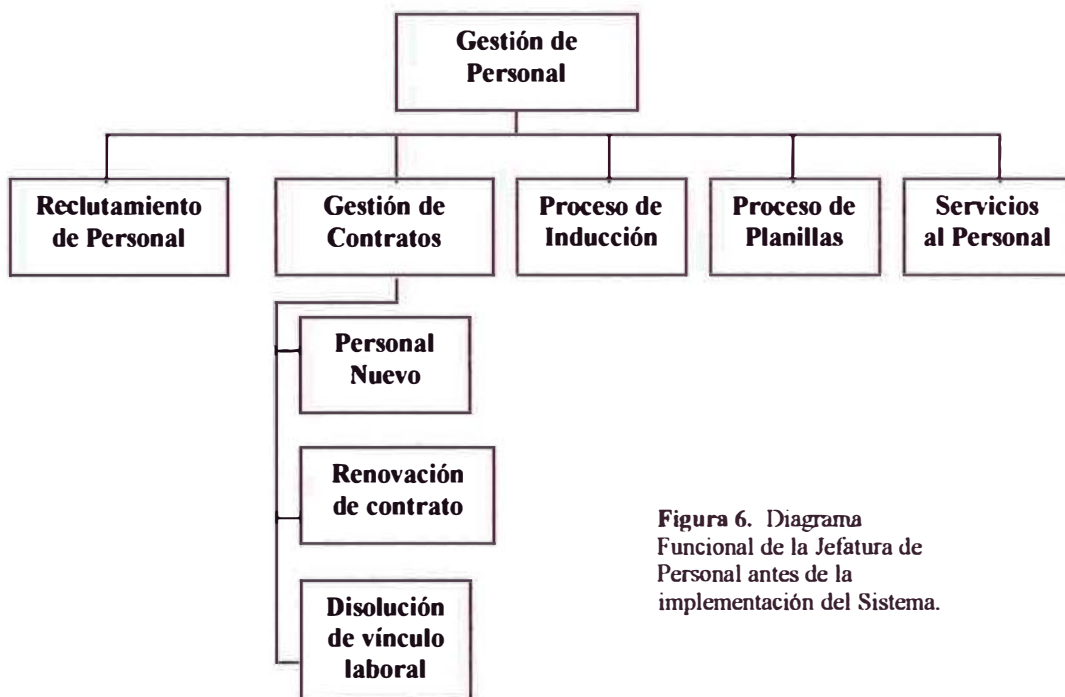 Gestión de
Personal
Reclutamiento
de Personal
Gestión de
Contratos
Proceso de
Inducción
Proceso de
Planillas
Servicios
al Personal
Personal
Nuevo
Renovación
de contrato
Disolución
de vínculo
laboral
Figura 6. Diagrama
Funcional de la Jefatura de
Personal antes de la
implementación del Sistema.